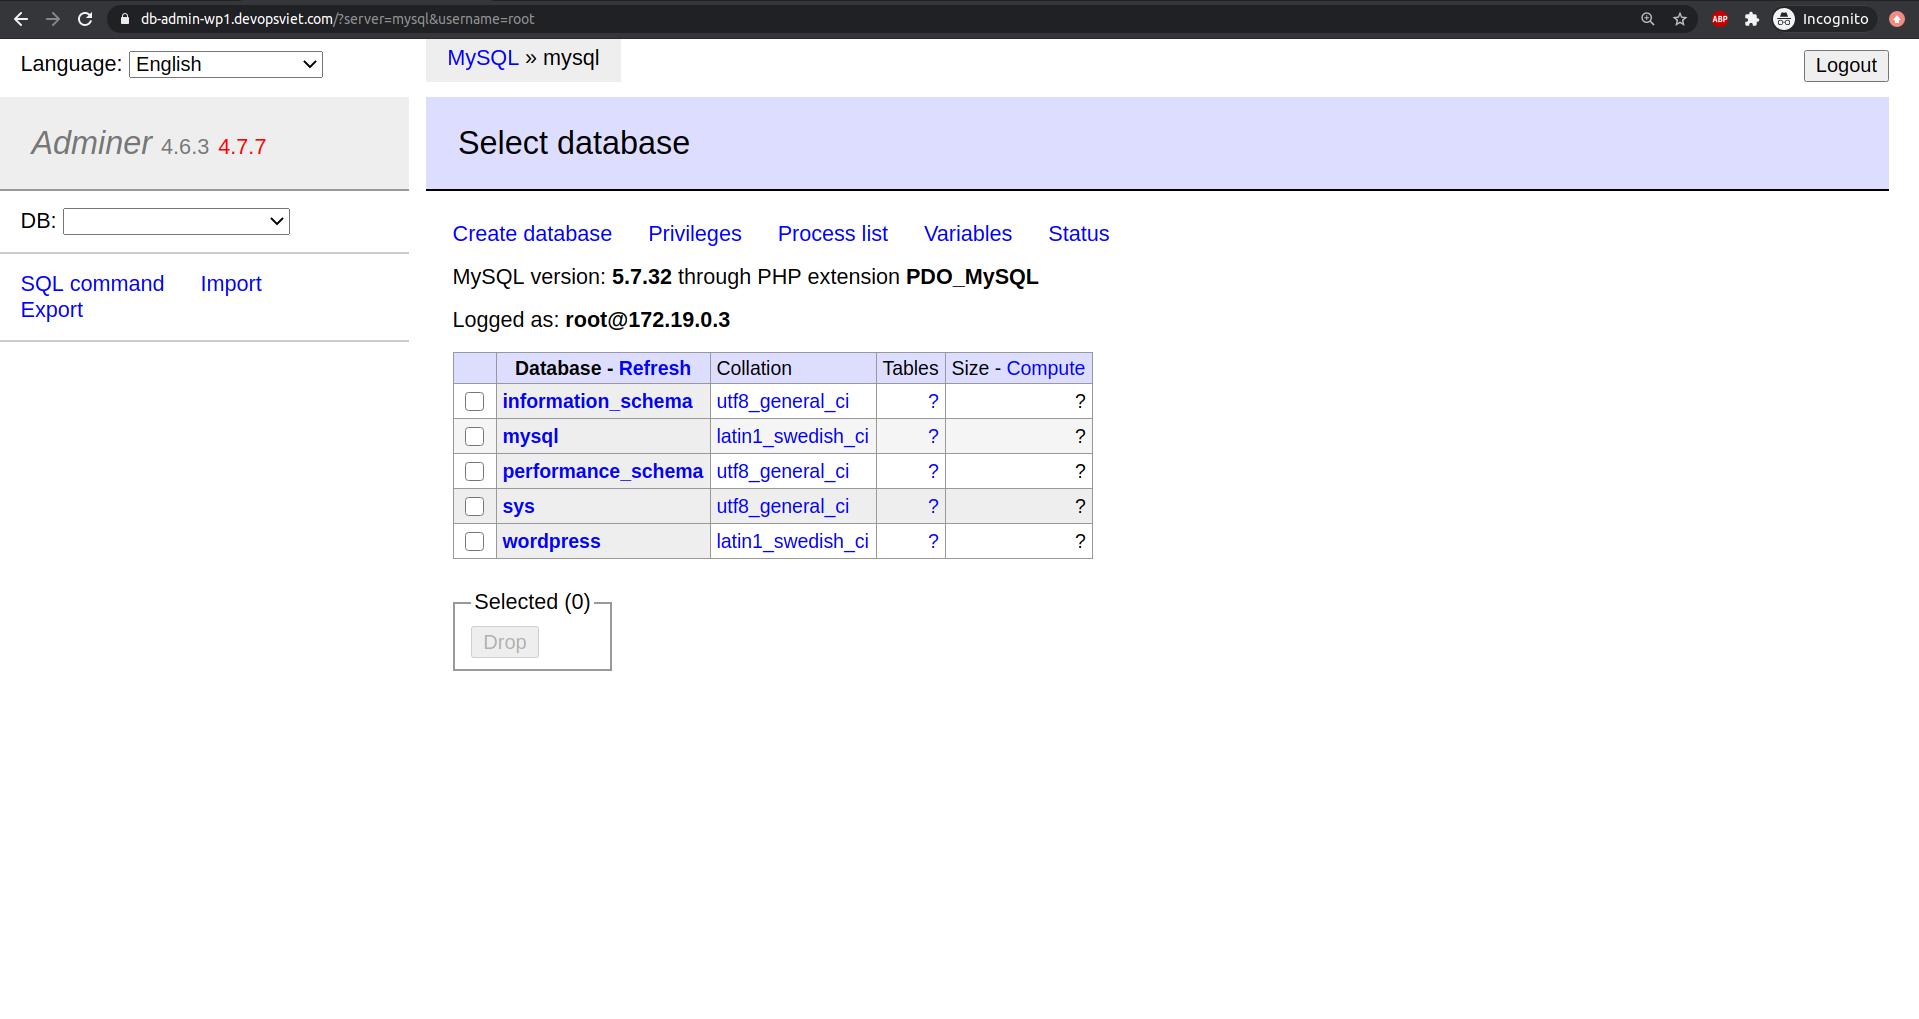 db-admin-wp1.devopsviet.com/?server=mysql&username=root
ABP
Incognito
Language: English
MySQL » mysql
Logout
Adminer 4.6.3 4.7.7
Select database
DB:
SQL command Import
Export
Create database Privileges Process list Variables Status
MySQL version: 5.7.32 through PHP extension PDO_MySQL
Logged as: root@172.19.0.3
Database - Refresh Collation Tables Size - Compute
information_schema utf8_general_ci ? ?
mysql latin1_swedish_ci ? ?
performance_schema utf8_general_ci ? ?
sys utf8_general_ci ? ?
wordpress latin1_swedish_ci ? ?
Selected (0)
Drop